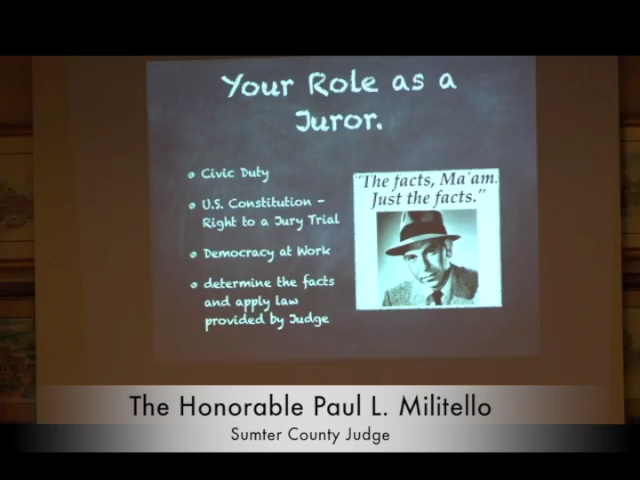 Your Role as a
Juror.
Civic Duty
U.S. Constitution -
Right to a Jury Trial
Democracy at Work
determine the facts
and apply law
provided by Judge
"The facts, Ma'am.
Just the facts."
The Honorable Paul L. Militello
Sumter County Judge